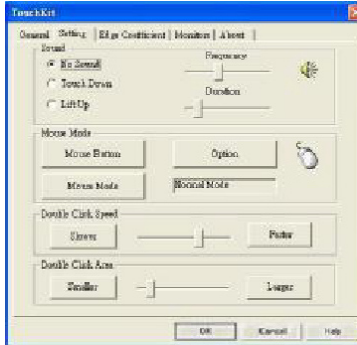 TouchKit
General | Setting | Edge Coefficient | Monitors | About |
Sound
No Sound
Touch Down
Lift Up
Frequency
Duration
Mouse Mode
Mouse Button
Option
Mouse Mode
Normal Mode
Double Click Speed
Slower
Faster
Double Click Area
Smaller
Larger
OK
Cancel
Help